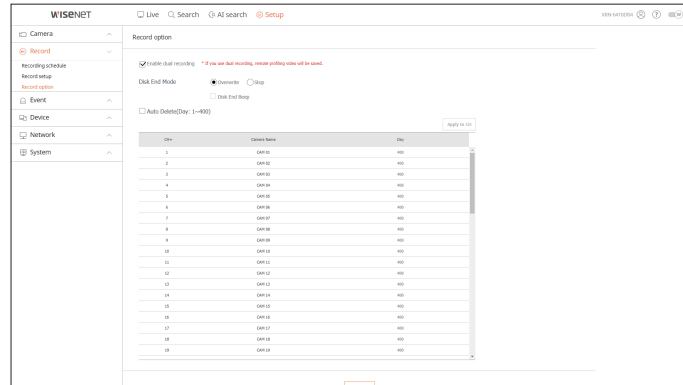 WISENET
Live Search AI search Setup
Camera
Record
Recording schedule
Record setup
Record option
Event
Device
Network
System
Record option
Enable dual recording * If you use dual recording, remote profiling video will be saved.
Disk End Mode Overwrite Stop
Disk End Beep
Auto Delete(Day: 1~400)
Apply to CH
CH Camera Name Day
1 CAM 01 400
2 CAM 02 400
3 CAM 03 400
4 CAM 04 400
5 CAM 05 400
6 CAM 06 400
7 CAM 07 400
8 CAM 08 400
9 CAM 09 400
10 CAM 10 400
11 CAM 11 400
12 CAM 12 400
13 CAM 13 400
14 CAM 14 400
15 CAM 15 400
16 CAM 16 400
17 CAM 17 400
18 CAM 18 400
19 CAM 19 400